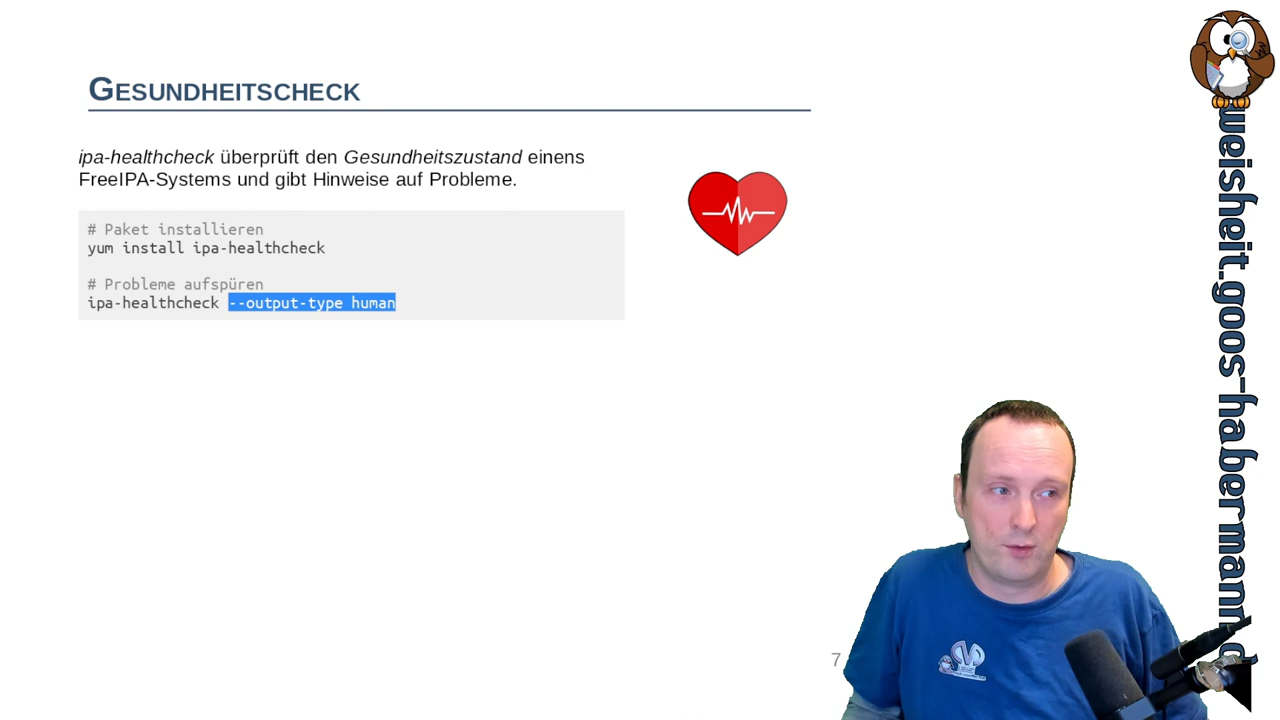 GESUNDHEITSCHECK
ipa-healthcheck überprüft den Gesundheitszustand einens
FreeIPA-Systems und gibt Hinweise auf Probleme.
# Paket installieren
yum install ipa-healthcheck
# Probleme aufspüren
ipa-healthcheck --output-type human
7
weisheit.goos-habermann.d